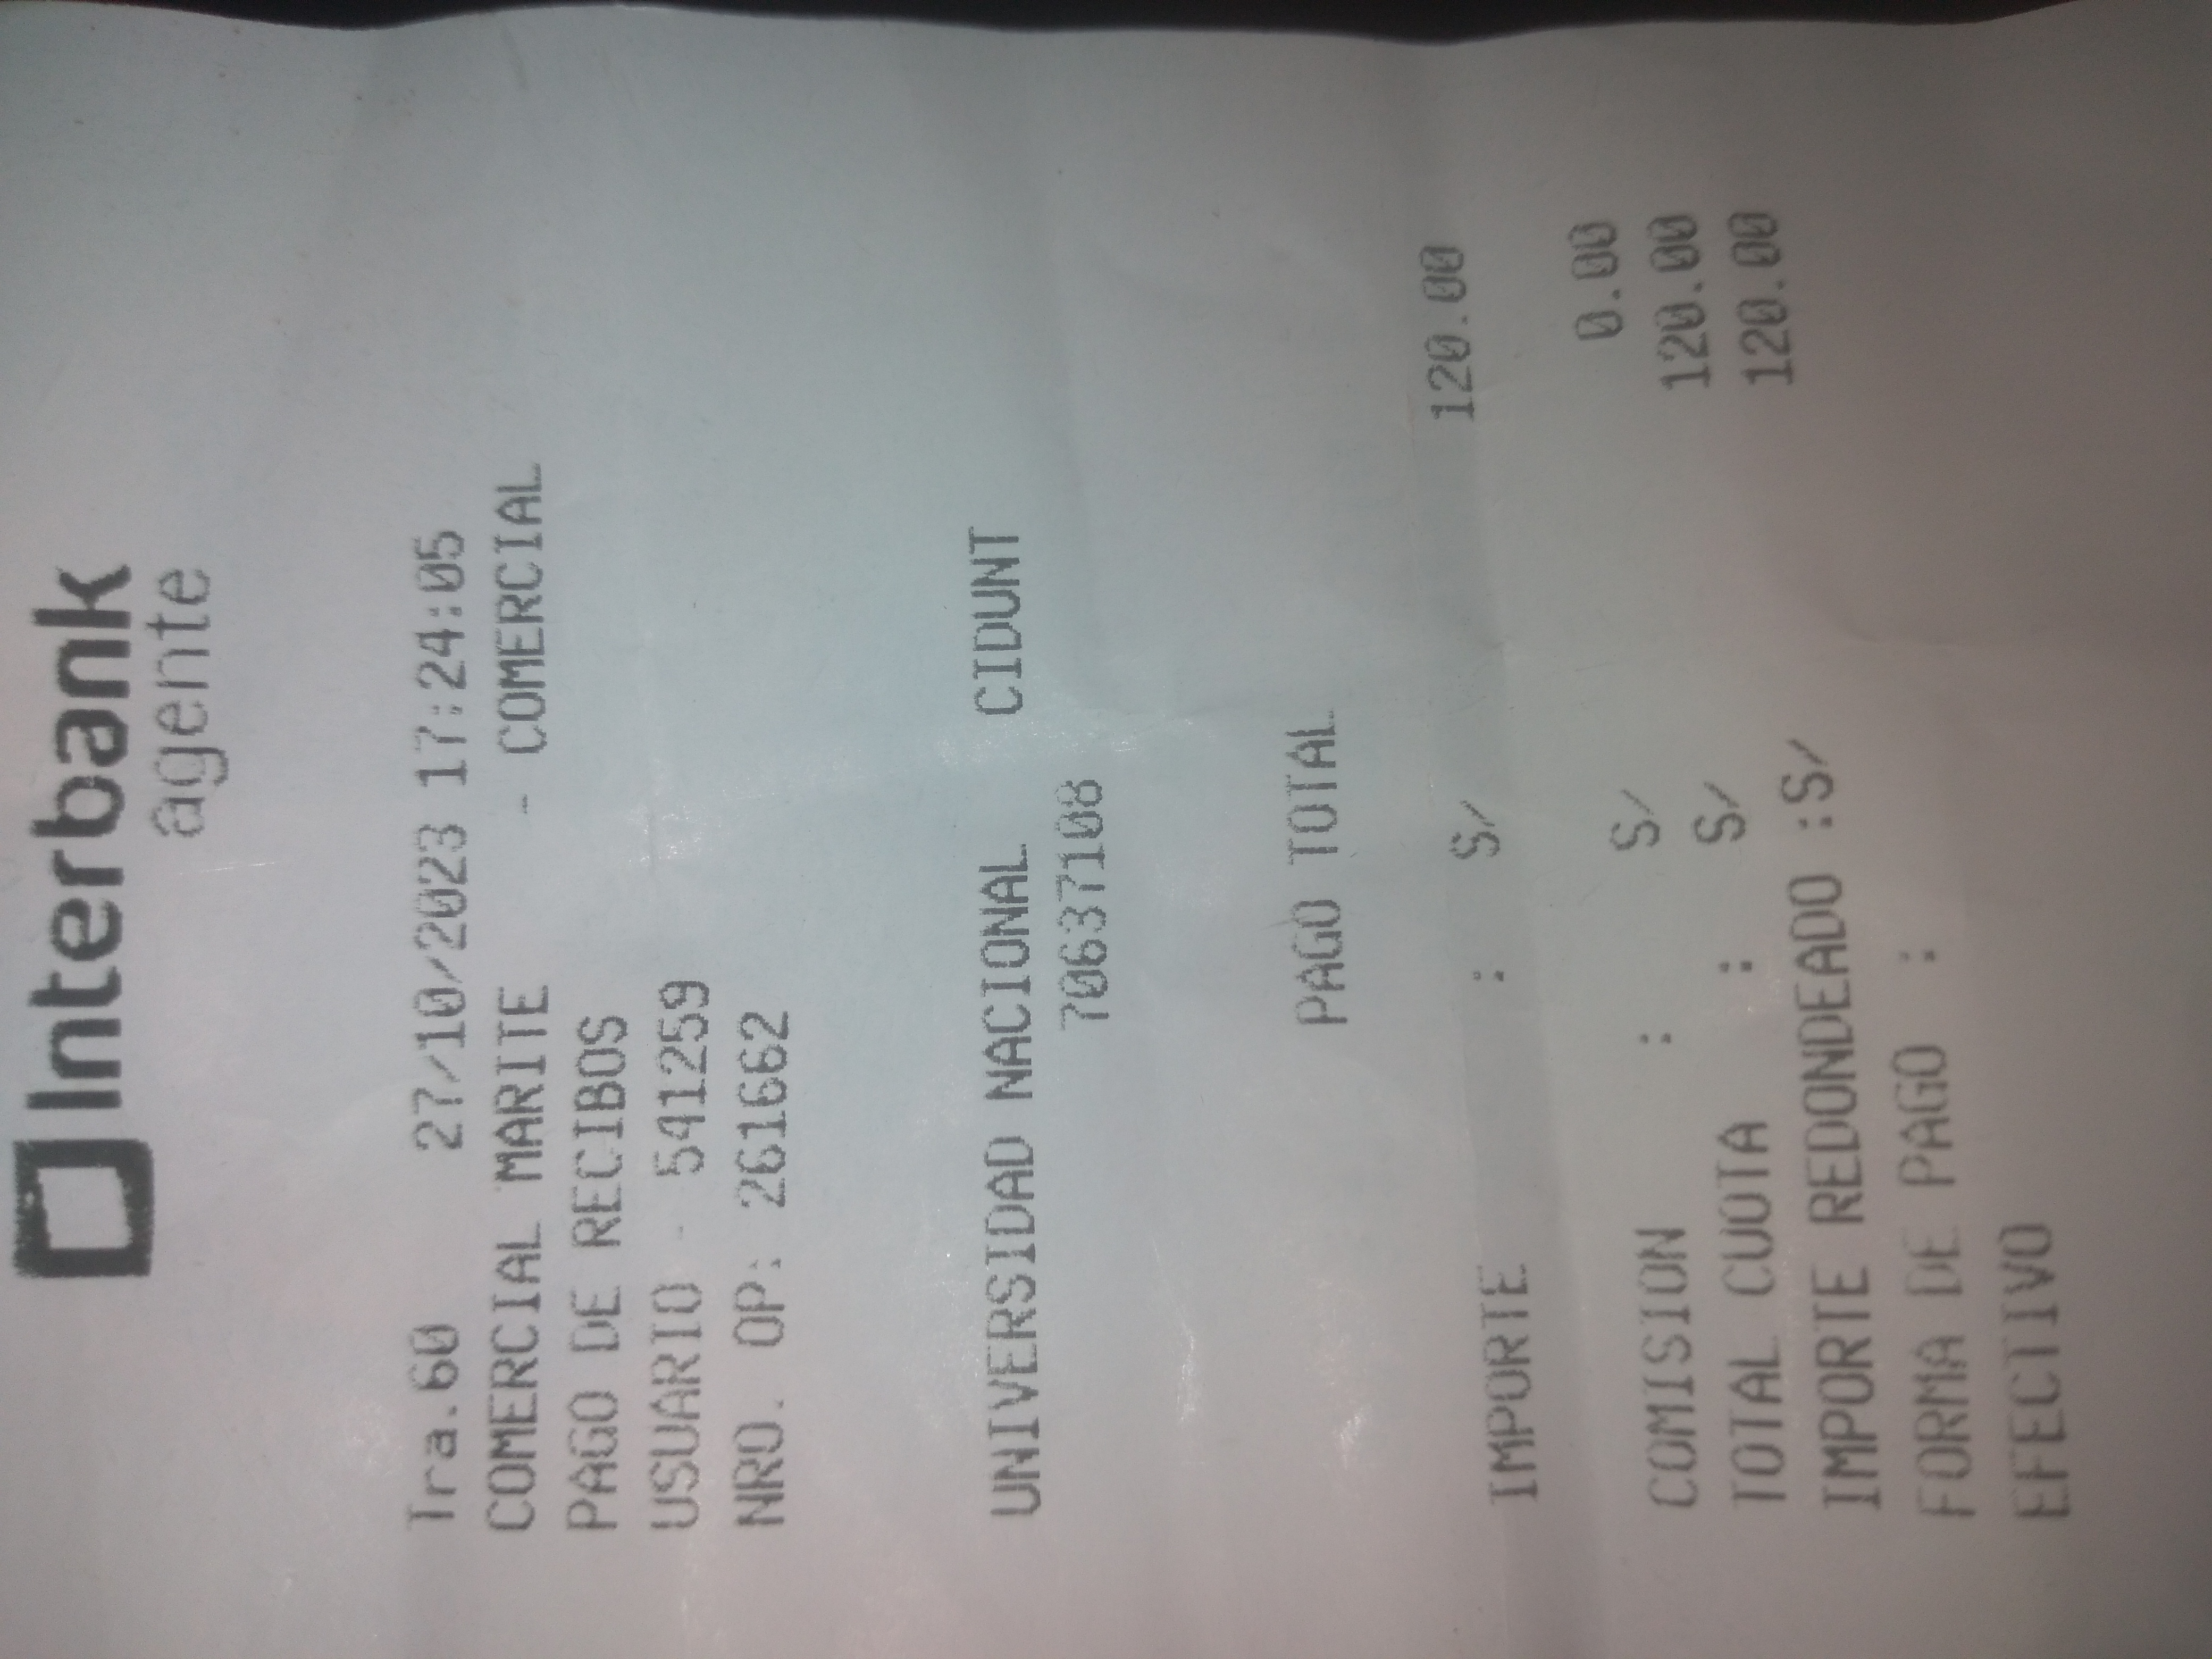 Interbank
agente
Tra.60 27/10/2023 17:24:05
COMERCIAL MARITE - COMERCIAL
PAGO DE RECIBOS
USUARIO - 541259
NRO. OP: 261662
UNIVERSIDAD NACIONAL CIDUNT
70637108
PAGO TOTAL
IMPORTE : S/ 120.00
COMISION : S/ 0.00
TOTAL CUOTA : S/ 120.00
IMPORTE REDONDEADO :S/ 120.00
FORMA DE PAGO :
EFECTIVO